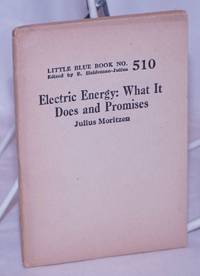 LITTLE BLUE BOOK NO. 510
Edited by E. Haldeman-Julius
Electric Energy: What It
Does and Promises
Julius Moritzen